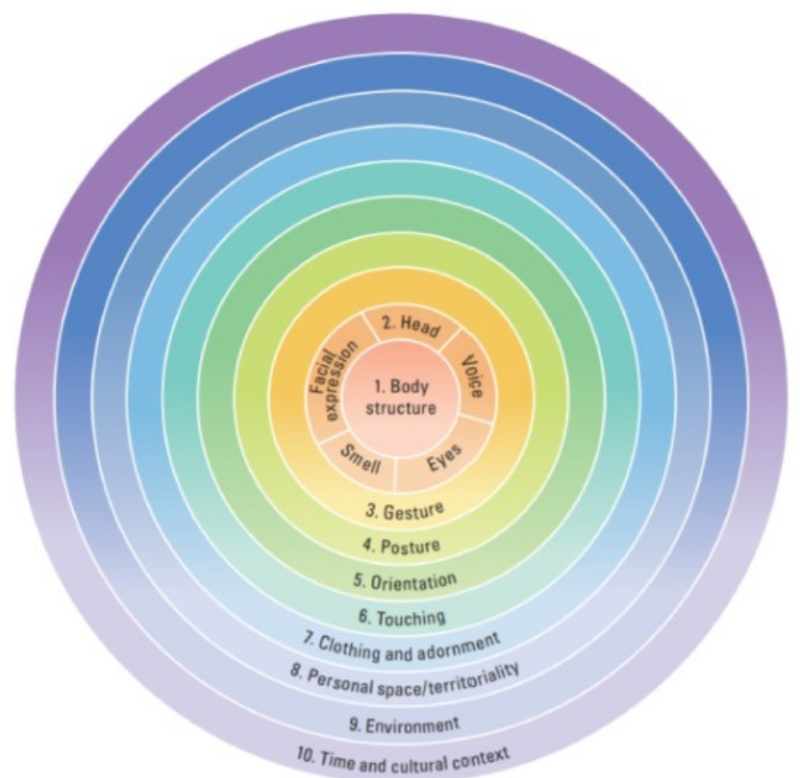 1. Body
structure
2. Head
Voice
Eyes
Smell
Facial
expression
3. Gesture
4. Posture
5. Orientation
6. Touching
7. Clothing and adornment
8. Personal space/territoriality
9. Environment
10. Time and cultural context